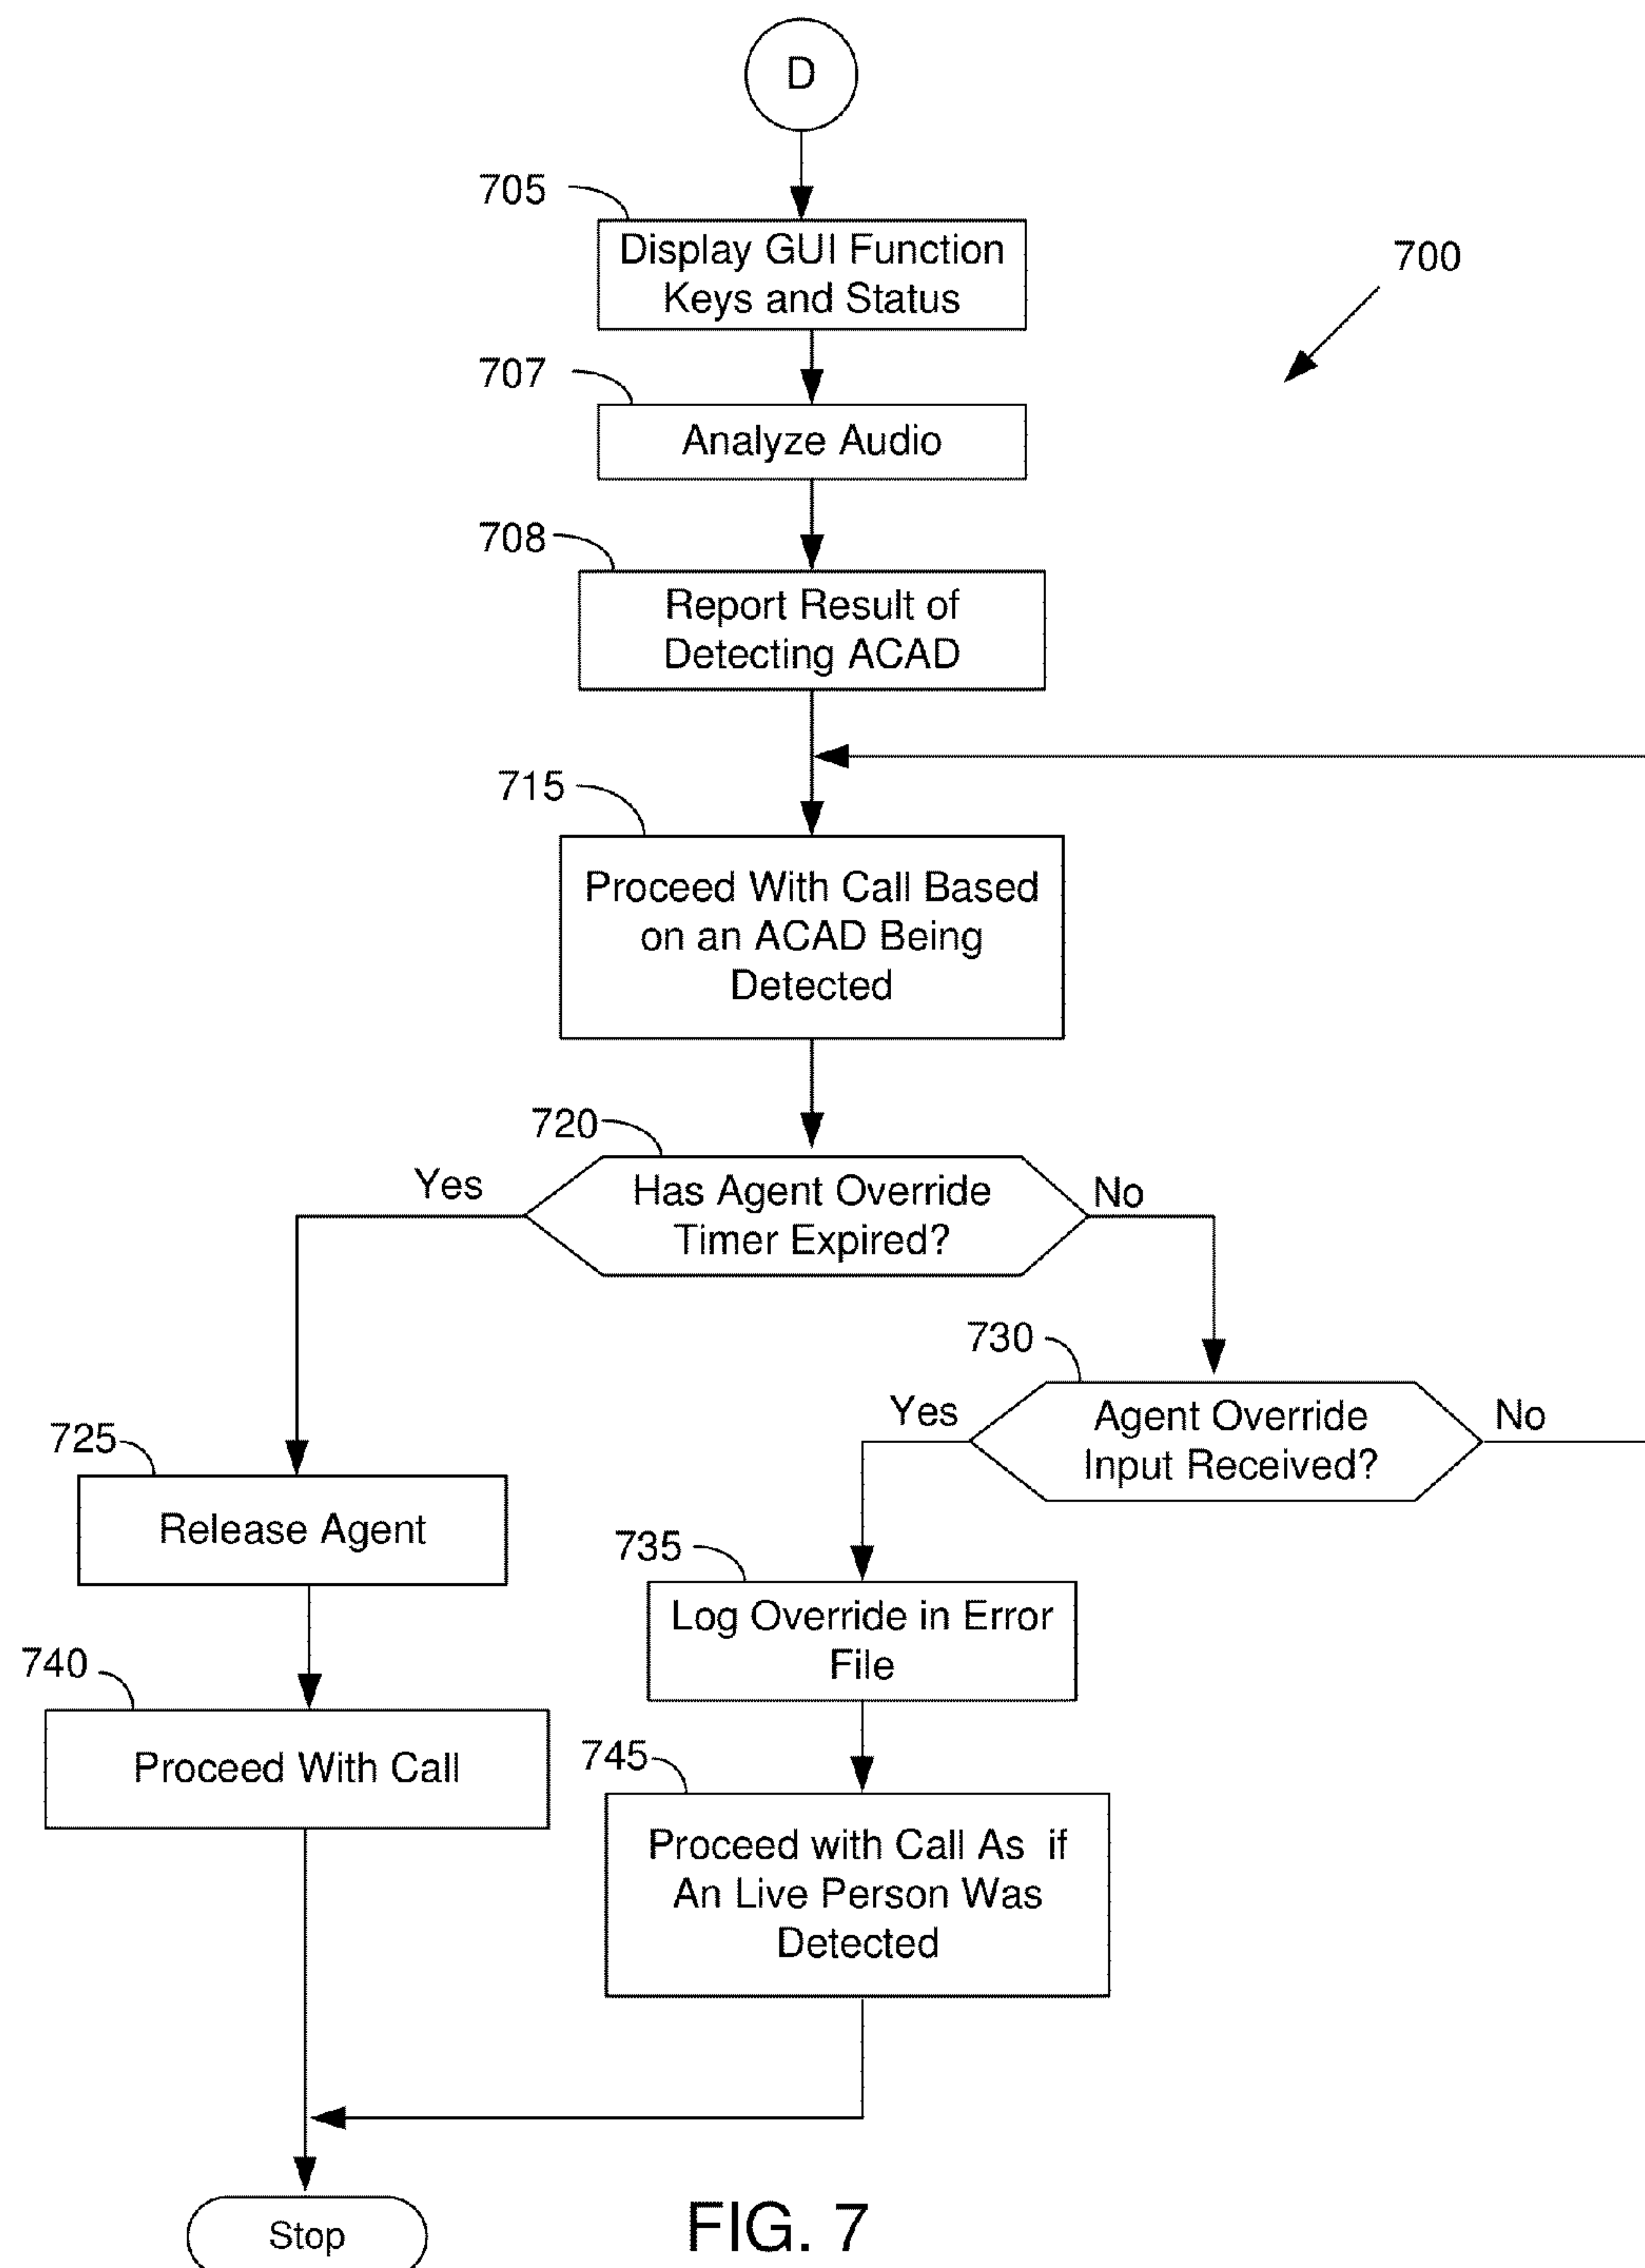 D
705
Display GUI Function
Keys and Status
700
707
Analyze Audio
708
Report Result of
Detecting ACAD
715
Proceed With Call Based
on an ACAD Being
Detected
720
Yes
Has Agent Override
Timer Expired?
No
730
Yes
Agent Override
Input Received?
No
725
Release Agent
735
Log Override in Error
File
740
Proceed With Call
745
Proceed with Call As if
An Live Person Was
Detected
Stop
FIG. 7